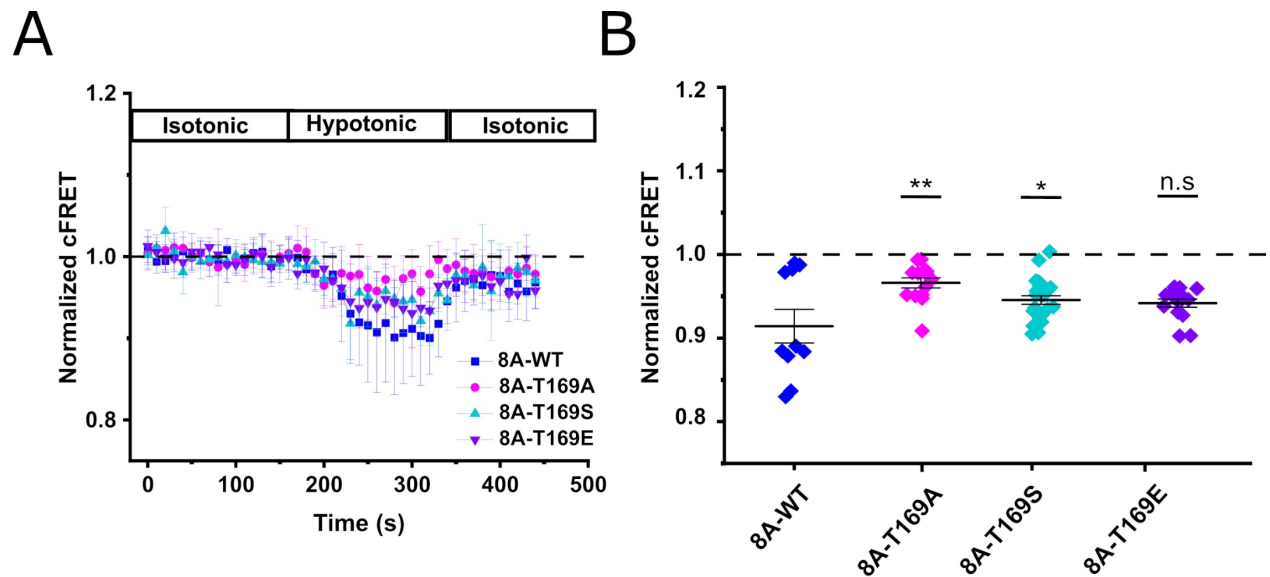 A
Normalized cFRET
1.2
1.0
0.8
Isotonic Hypotonic Isotonic
8A-WT
8A-T169A
8A-T169S
8A-T169E
0 100 200 300 400 500
Time (s)
B
Normalized cFRET
1.2
1.1
1.0
0.9
0.8
** * n.s
8A-WT 8A-T169A 8A-T169S 8A-T169E